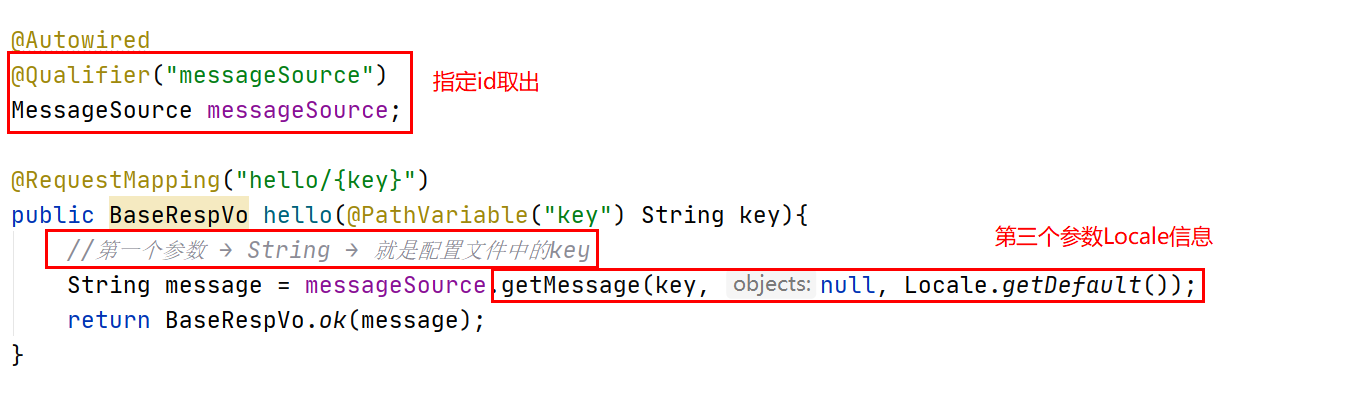 @Autowired
@Qualifier("messageSource")
指定id取出
MessageSource messageSource;
@RequestMapping("hello/{key}")
public BaseRespVo hello(@PathVariable("key") String key){
//第一个参数 → String → 就是配置文件中的key
第三个参数Locale信息
String message = messageSource.getMessage(key, objects: null, Locale.getDefault());
return BaseRespVo.ok(message);
}